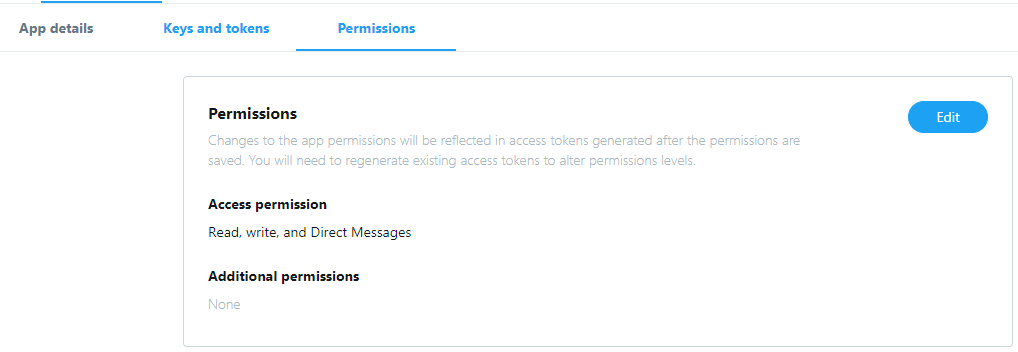 App details
Keys and tokens
Permissions
Permissions
Edit
Changes to the app permissions will be reflected in access tokens generated after the permissions are
saved. You will need to regenerate existing access tokens to alter permissions levels.
Access permission
Read, write, and Direct Messages
Additional permissions
None